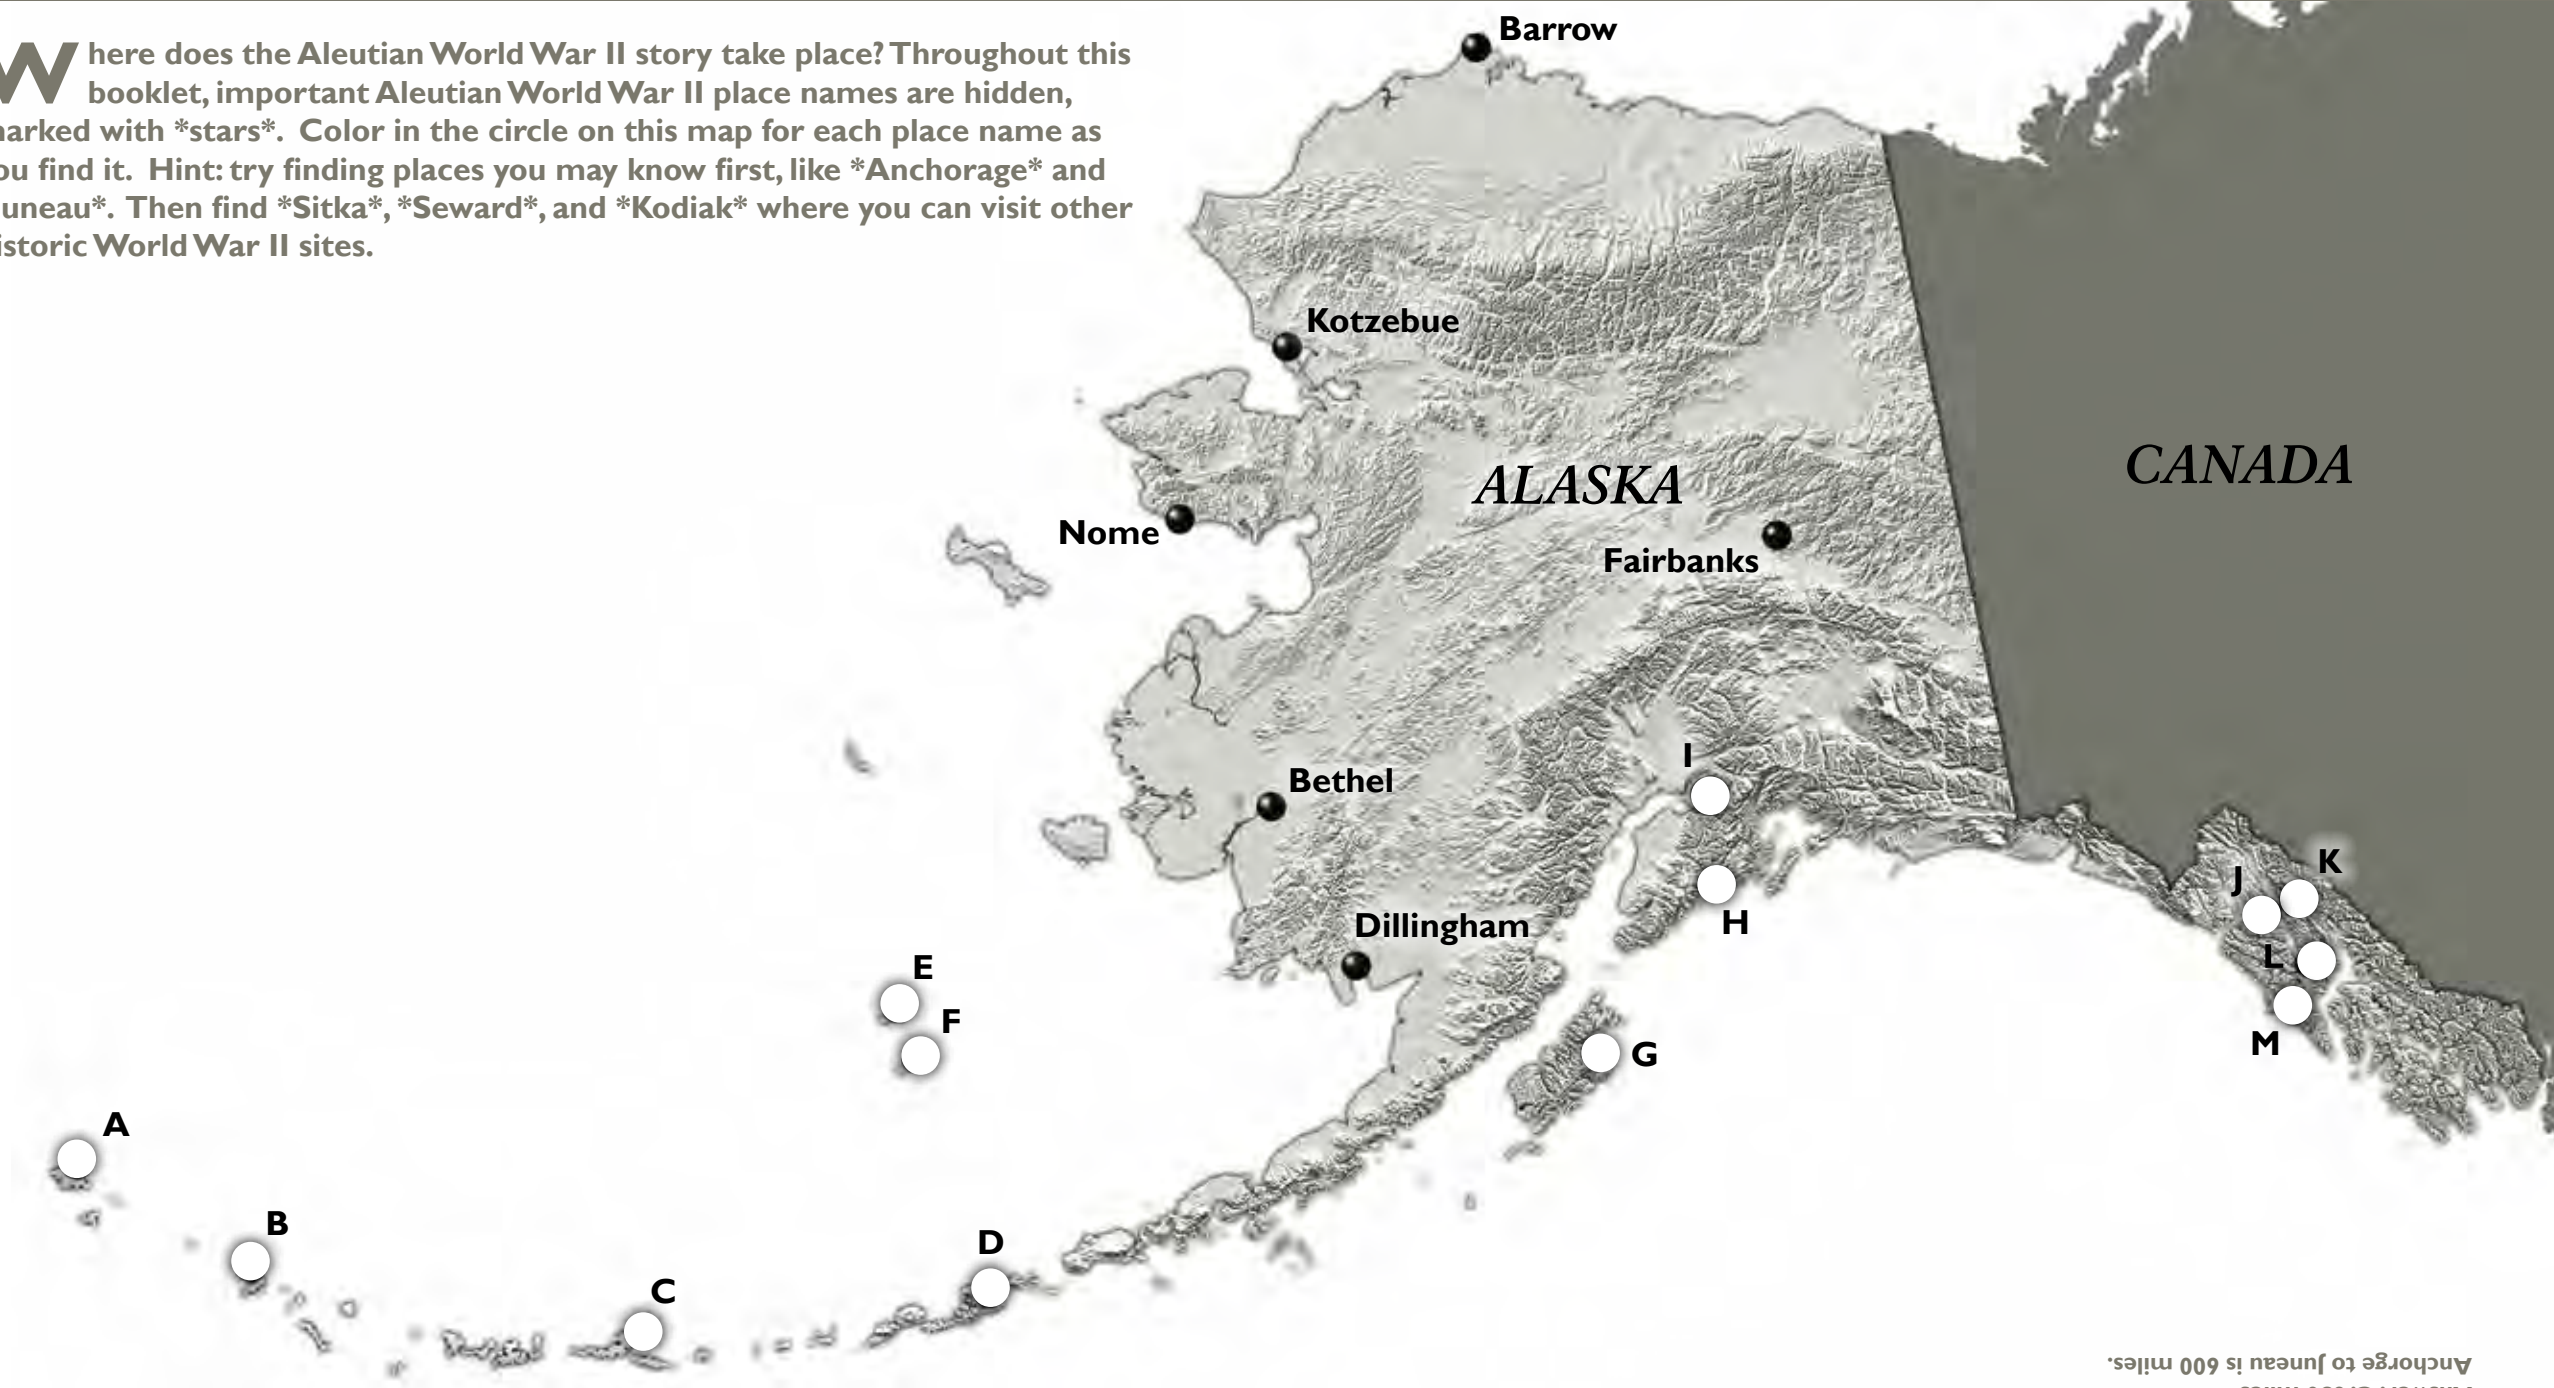 Where does the Aleutian World War II story take place? Throughout this
booklet, important Aleutian World War II place names are hidden,
arked with *stars*. Color in the circle on this map for each place name as
ou find it. Hint: try finding places you may know first, like *Anchorage* and
uneau*. Then find *Sitka*, *Seward*, and *Kodiak* where you can visit other
istoric World War II sites.
Barrow
Kotzebue
ALASKA
CANADA
Nome
Fairbanks
I
Bethel
K
J
H
Dillingham
L
E
F
M
G
A
B
D
C
Anchorge to Juneau is 600 miles.